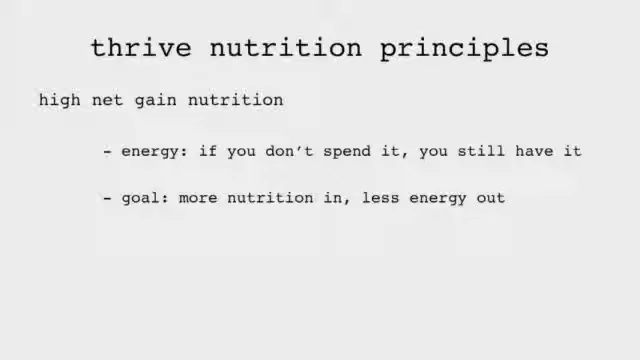 thrive nutrition principles
high net gain nutrition
- energy: if you don't spend it, you still have it
- goal: more nutrition in, less energy out